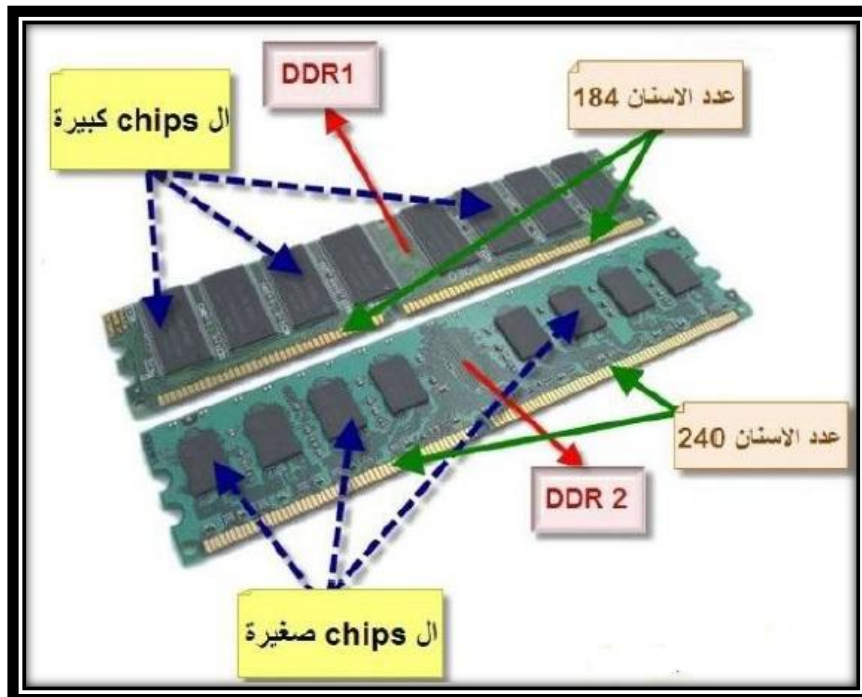 DDR1
عدد الاسنان 184
ال chips كبيرة
عدد الاسنان 240
DDR 2
ال chips صغيرة